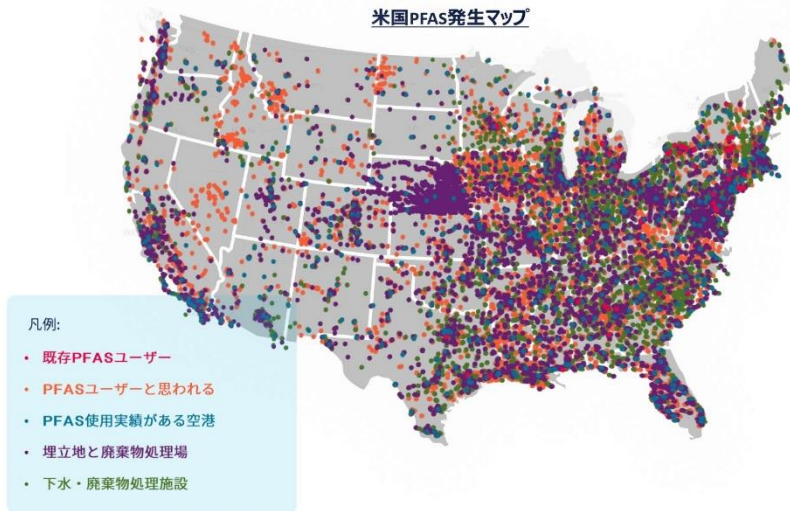 米国PFAS発生マップ
凡例:
• 既存PFASユーザー
• PFASユーザーと思われる
• PFAS使用実績がある空港
• 埋立地と廃棄物処理場
• 下水・廃棄物処理施設